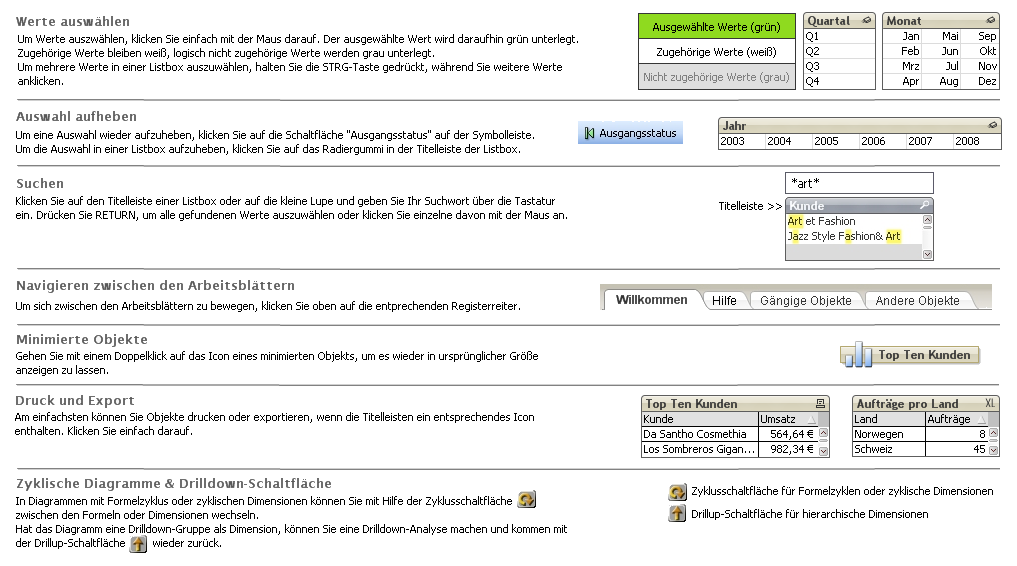 Werte auswählen
Um Werte auszuwählen, klicken Sie einfach mit der Maus darauf. Der ausgewählte Wert wird daraufhin grün unterlegt.
Zugehörige Werte bleiben weiß, logisch nicht zugehörige Werte werden grau unterlegt.
Um mehrere Werte in einer Listbox auszuwählen, halten Sie die STRG-Taste gedrückt, während Sie weitere Werte
anklicken.
Ausgewählte Werte (grün)
Zugehörige Werte (weiß)
Nicht zugehörige Werte (grau)
Quartal
Q1
Q2
Q3
Q4
Monat
Jan Mai Sep
Feb Jun Okt
Mrz Jul Nov
Apr Aug Dez
Auswahl aufheben
Um eine Auswahl wieder aufzuheben, klicken Sie auf die Schaltfläche "Ausgangsstatus" auf der Symbolleiste.
Um die Auswahl in einer Listbox aufzuheben, klicken Sie auf das Radiergummi in der Titelleiste der Listbox.
Ausgangsstatus
Jahr
2003 2004 2005 2006 2007 2008
Suchen
Klicken Sie auf den Titelleiste einer Listbox oder auf die kleine Lupe und geben Sie Ihr Suchwort über die Tastatur
ein. Drücken Sie RETURN, um alle gefundenen Werte auszuwählen oder klicken Sie einzelne davon mit der Maus an.
*art*
Titelleiste >> Kunde
Art et Fashion
Jazz Style Fashion& Art
Navigieren zwischen den Arbeitsblättern
Um sich zwischen den Arbeitsblättern zu bewegen, klicken Sie oben auf die entprechenden Registerreiter.
Willkommen Hilfe Gängige Objekte Andere Objekte
Minimierte Objekte
Gehen Sie mit einem Doppelklick auf das Icon eines minimierten Objekts, um es wieder in ursprünglicher Größe
anzeigen zu lassen.
Top Ten Kunden
Druck und Export
Am einfachsten können Sie Objekte drucken oder exportieren, wenn die Titelleisten ein entsprechendes Icon
enthalten. Klicken Sie einfach darauf.
Top Ten Kunden
Kunde Umsatz
Da Santho Cosmethia 564,64 €
Los Sombreros Gigan... 982,34 €
Aufträge pro Land XL
Land Aufträge
Norwegen 8
Schweiz 45
Zyklische Diagramme & Drilldown-Schaltfläche
In Diagrammen mit Formelzyklus oder zyklischen Dimensionen können Sie mit Hilfe der Zyklusschaltfläche
zwischen den Formeln oder Dimensionen wechseln.
Hat das Diagramm eine Drilldown-Gruppe als Dimension, können Sie eine Drilldown-Analyse machen und kommen mit
der Drillup-Schaltfläche wieder zurück.
Zyklusschaltfläche für Formelzyklen oder zyklische Dimensionen
Drillup-Schaltfläche für hierarchische Dimensionen